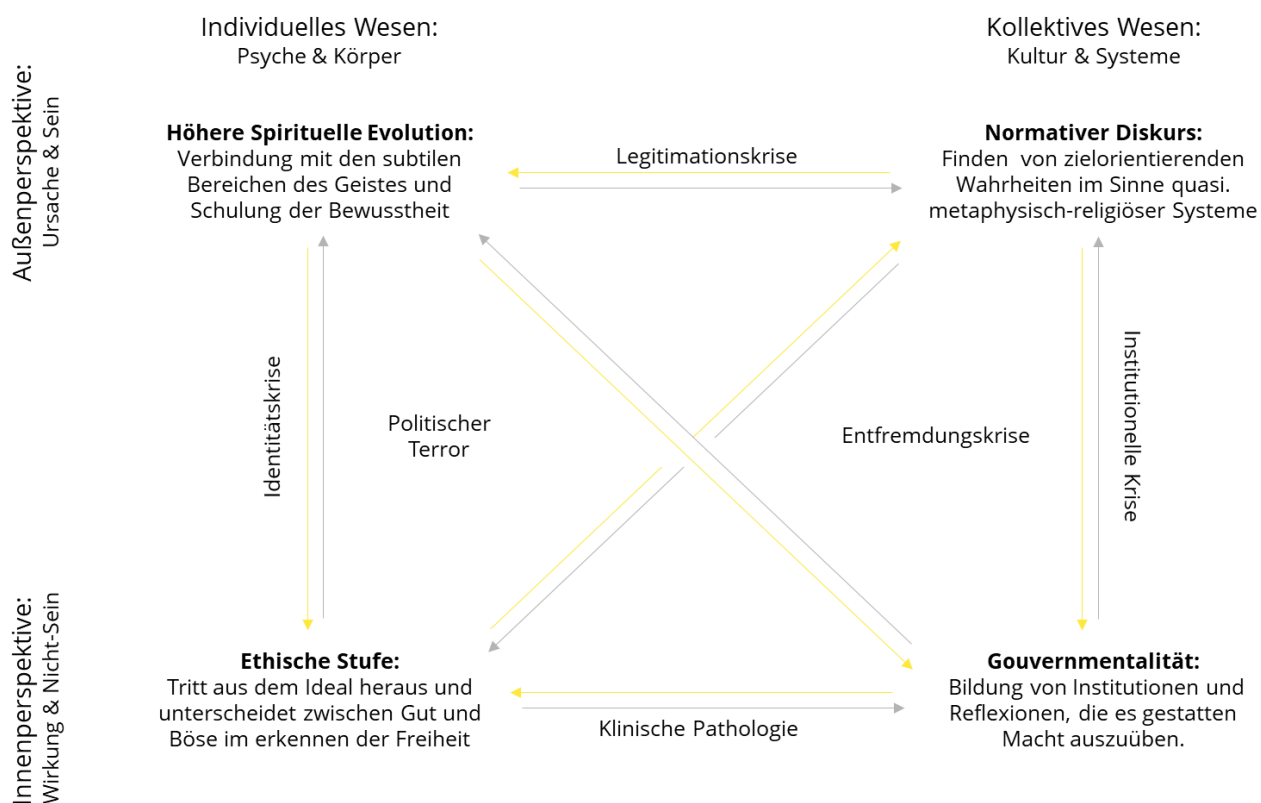 Individuelles Wesen:
Psyche & Körper
Kollektives Wesen:
Kultur & Systeme
Außenperspektive:
Ursache & Sein
Höhere Spirituelle Evolution:
Verbindung mit den subtilen
Bereichen des Geistes und
Schulung der Bewusstheit
Legitimationskrise
Normativer Diskurs:
Finden von zielorientierenden
Wahrheiten im Sinne quasi.
metaphysisch-religiöser Systeme
Identitätskrise
Politischer
Terror
Entfremdungskrise
Institutionelle Krise
Innenperspektive:
Wirkung & Nicht-Sein
Ethische Stufe:
Tritt aus dem Ideal heraus und
unterscheidet zwischen Gut und
Böse im erkennen der Freiheit
Klinische Pathologie
Gouvernmentalität:
Bildung von Institutionen und
Reflexionen, die es gestatten
Macht auszuüben.